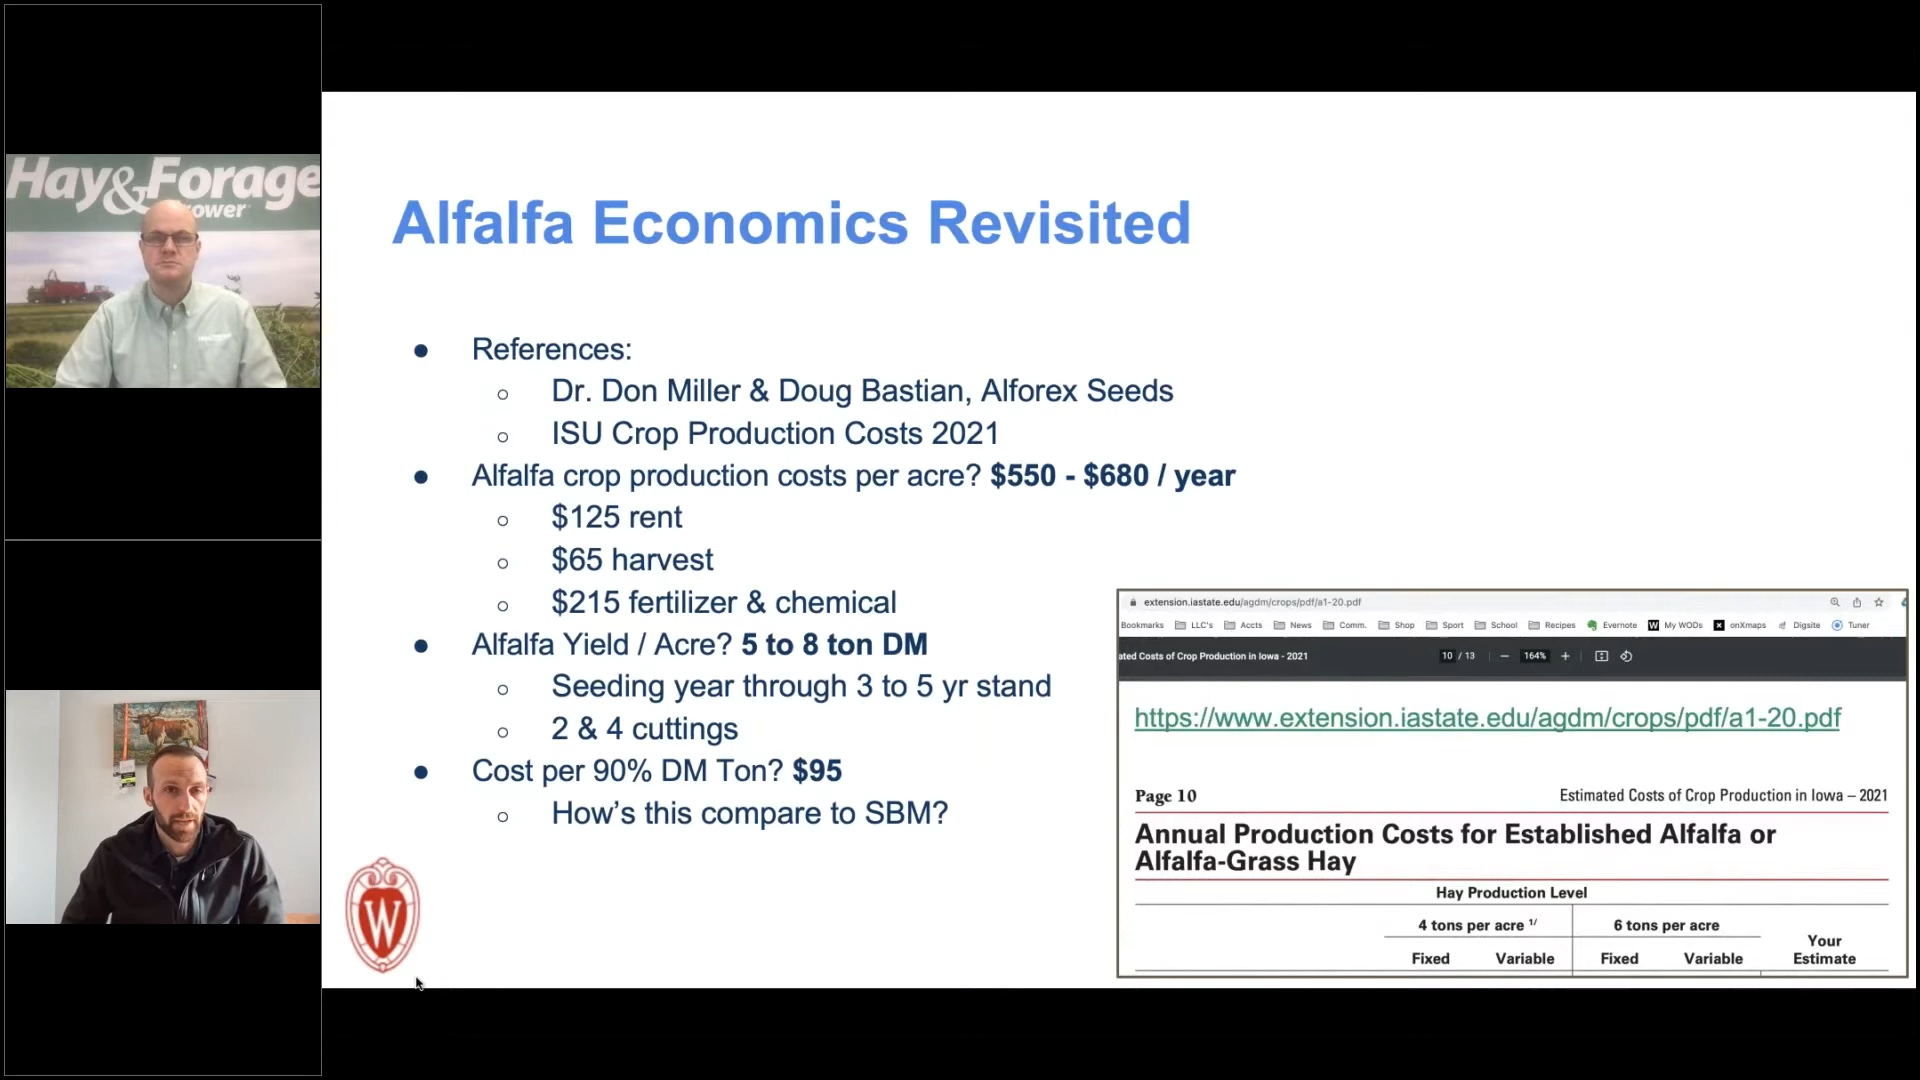 Hay&Forage
rower
Alfalfa Economics Revisited
● References:
○ Dr. Don Miller & Doug Bastian, Alforex Seeds
○ ISU Crop Production Costs 2021
● Alfalfa crop production costs per acre? $550 - $680 / year
○ $125 rent
○ $65 harvest
○ $215 fertilizer & chemical
● Alfalfa Yield / Acre? 5 to 8 ton DM
○ Seeding year through 3 to 5 yr stand
○ 2 & 4 cuttings
● Cost per 90% DM Ton? $95
○ How's this compare to SBM?
W
extension.iastate.edu/agdm/crops/pdf/a1-20.pdf
Bookmarks LLC's Accts News Comm. Shop Sport School Recipes Evernote W My WODs onXmaps Digsite Tuner
ated Costs of Crop Production in Iowa - 2021 10 / 13 — 164% +
https://www.extension.iastate.edu/agdm/crops/pdf/a1-20.pdf
Page 10 Estimated Costs of Crop Production in Iowa – 2021
Annual Production Costs for Established Alfalfa or
Alfalfa-Grass Hay
Hay Production Level
4 tons per acre 1/ 6 tons per acre
Your
Fixed Variable Fixed Variable Estimate